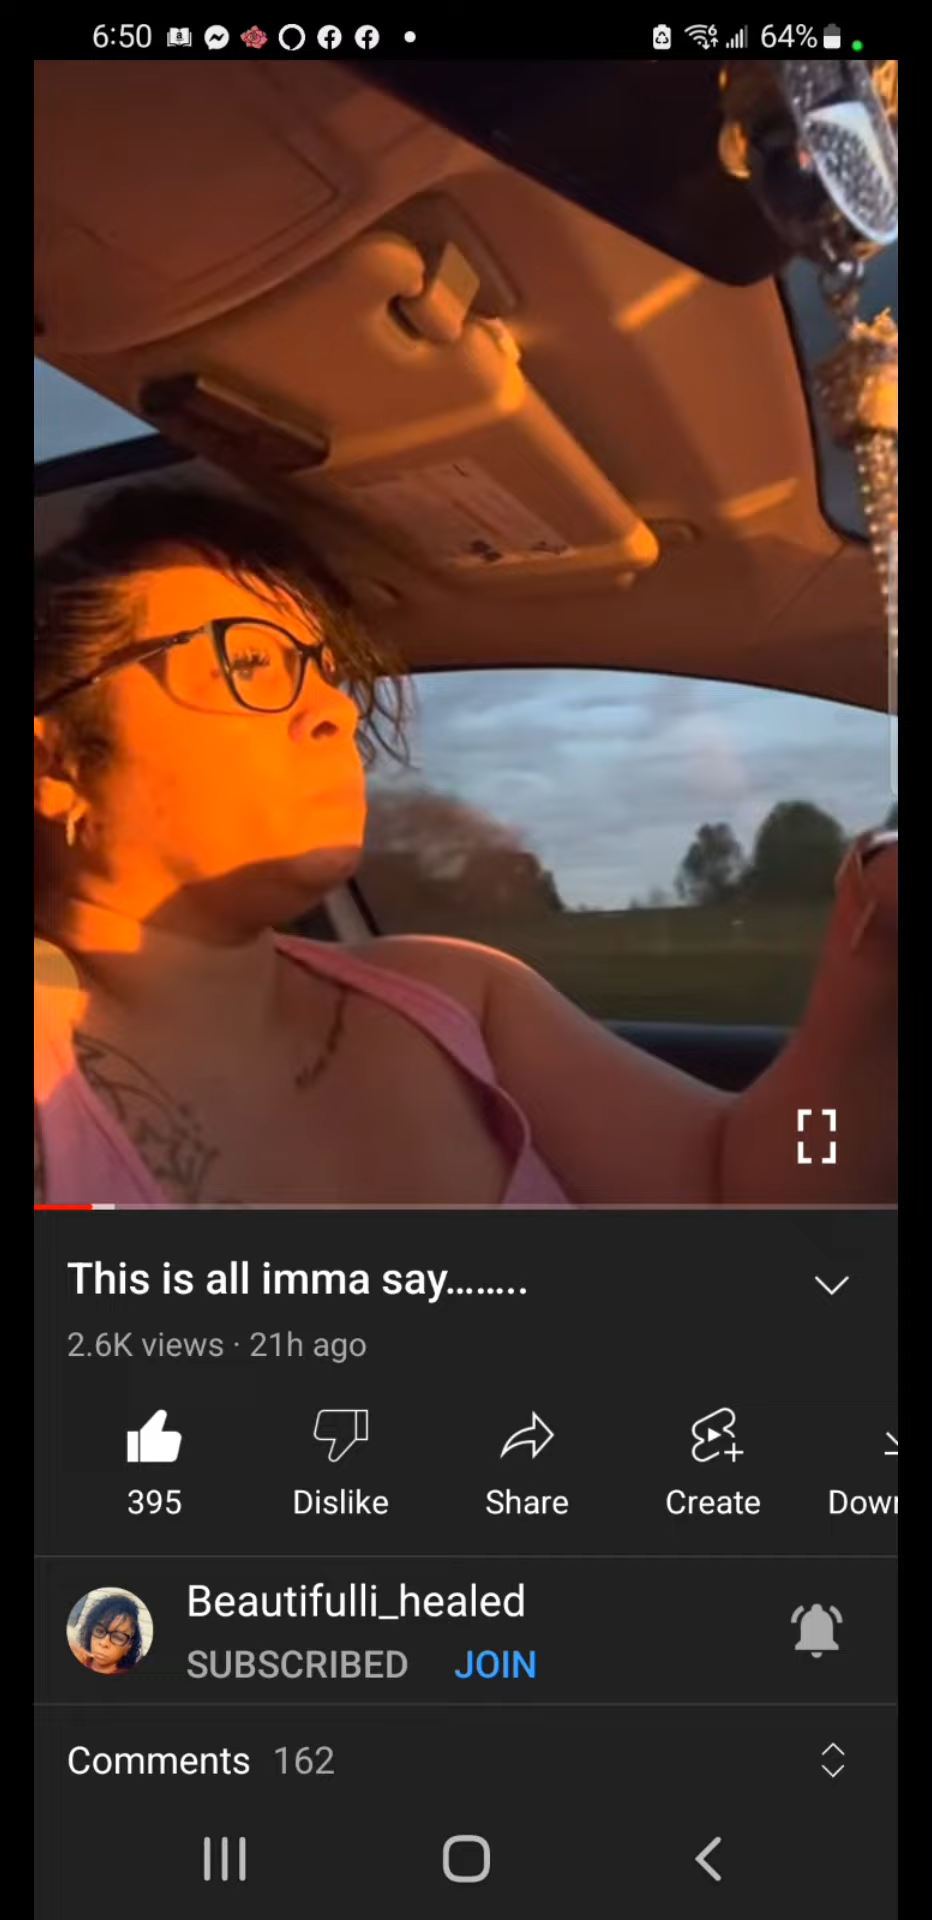 6:50
64%
This is all imma say........
2.6K views · 21h ago
395
Dislike
Share
Create
Down
Beautifulli_healed
SUBSCRIBED
JOIN
Comments 162